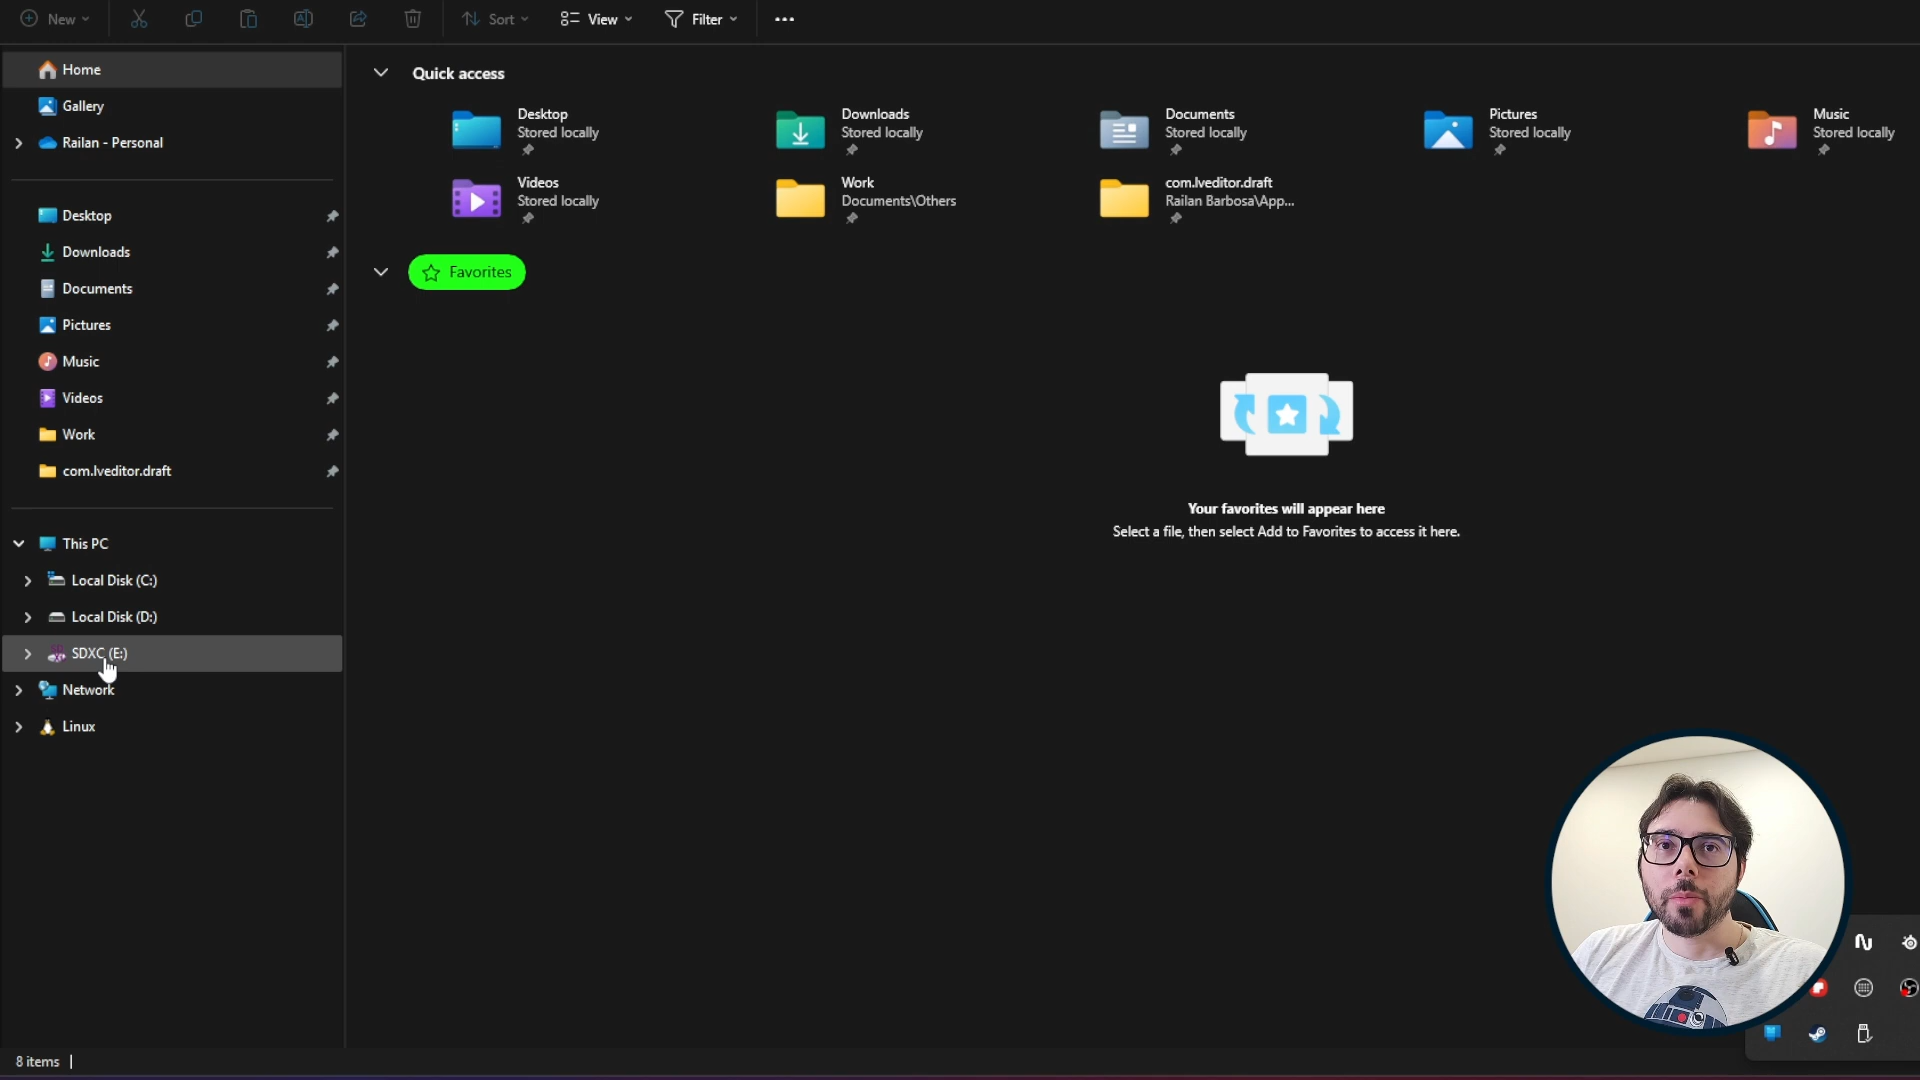 New
Sort
View
Filter
Home
Gallery
Railan - Personal
Desktop
Downloads
Documents
Pictures
Music
Videos
Work
com.lveditor.draft
This PC
Local Disk (C:)
Local Disk (D:)
SDXC (E:)
Network
Linux
Quick access
Desktop
Stored locally
Downloads
Stored locally
Documents
Stored locally
Pictures
Stored locally
Music
Stored locally
Videos
Stored locally
Work
Documents\Others
com.lveditor.draft
Railan Barbosa\App...
Favorites
Your favorites will appear here
Select a file, then select Add to Favorites to access it here.
8 items